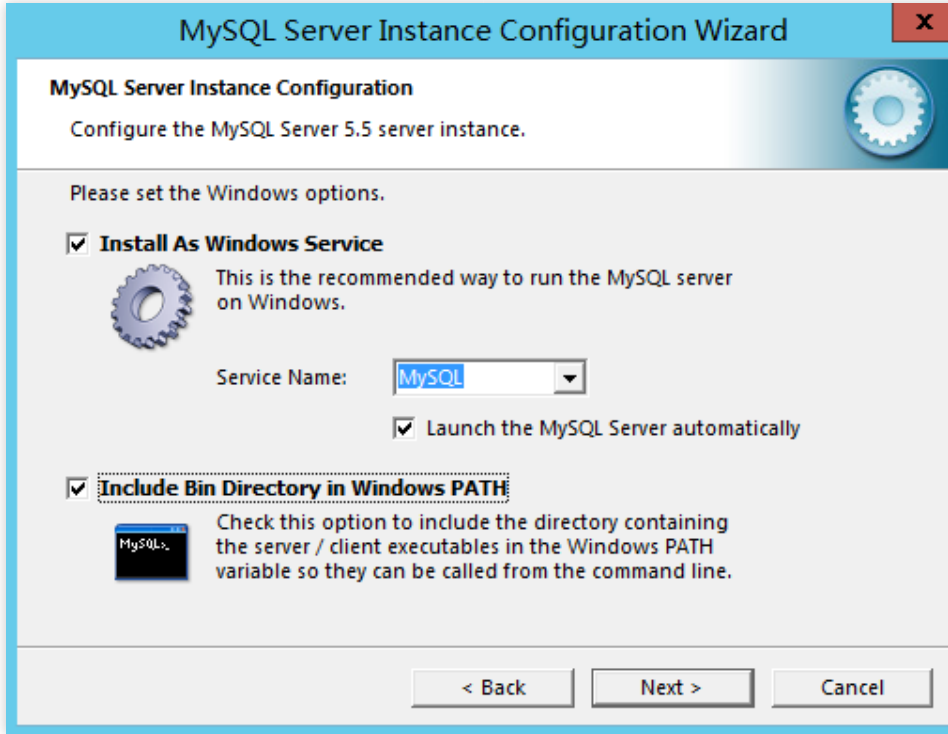 MySQL Server Instance Configuration Wizard
x
MySQL Server Instance Configuration
Configure the MySQL Server 5.5 server instance.
Please set the Windows options.
Install As Windows Service
This is the recommended way to run the MySQL server
on Windows.
Service Name: MySQL
Launch the MySQL Server automatically
Include Bin Directory in Windows PATH
Check this option to include the directory containing
the server / client executables in the Windows PATH
variable so they can be called from the command line.
MySQL>_
< Back Next > Cancel